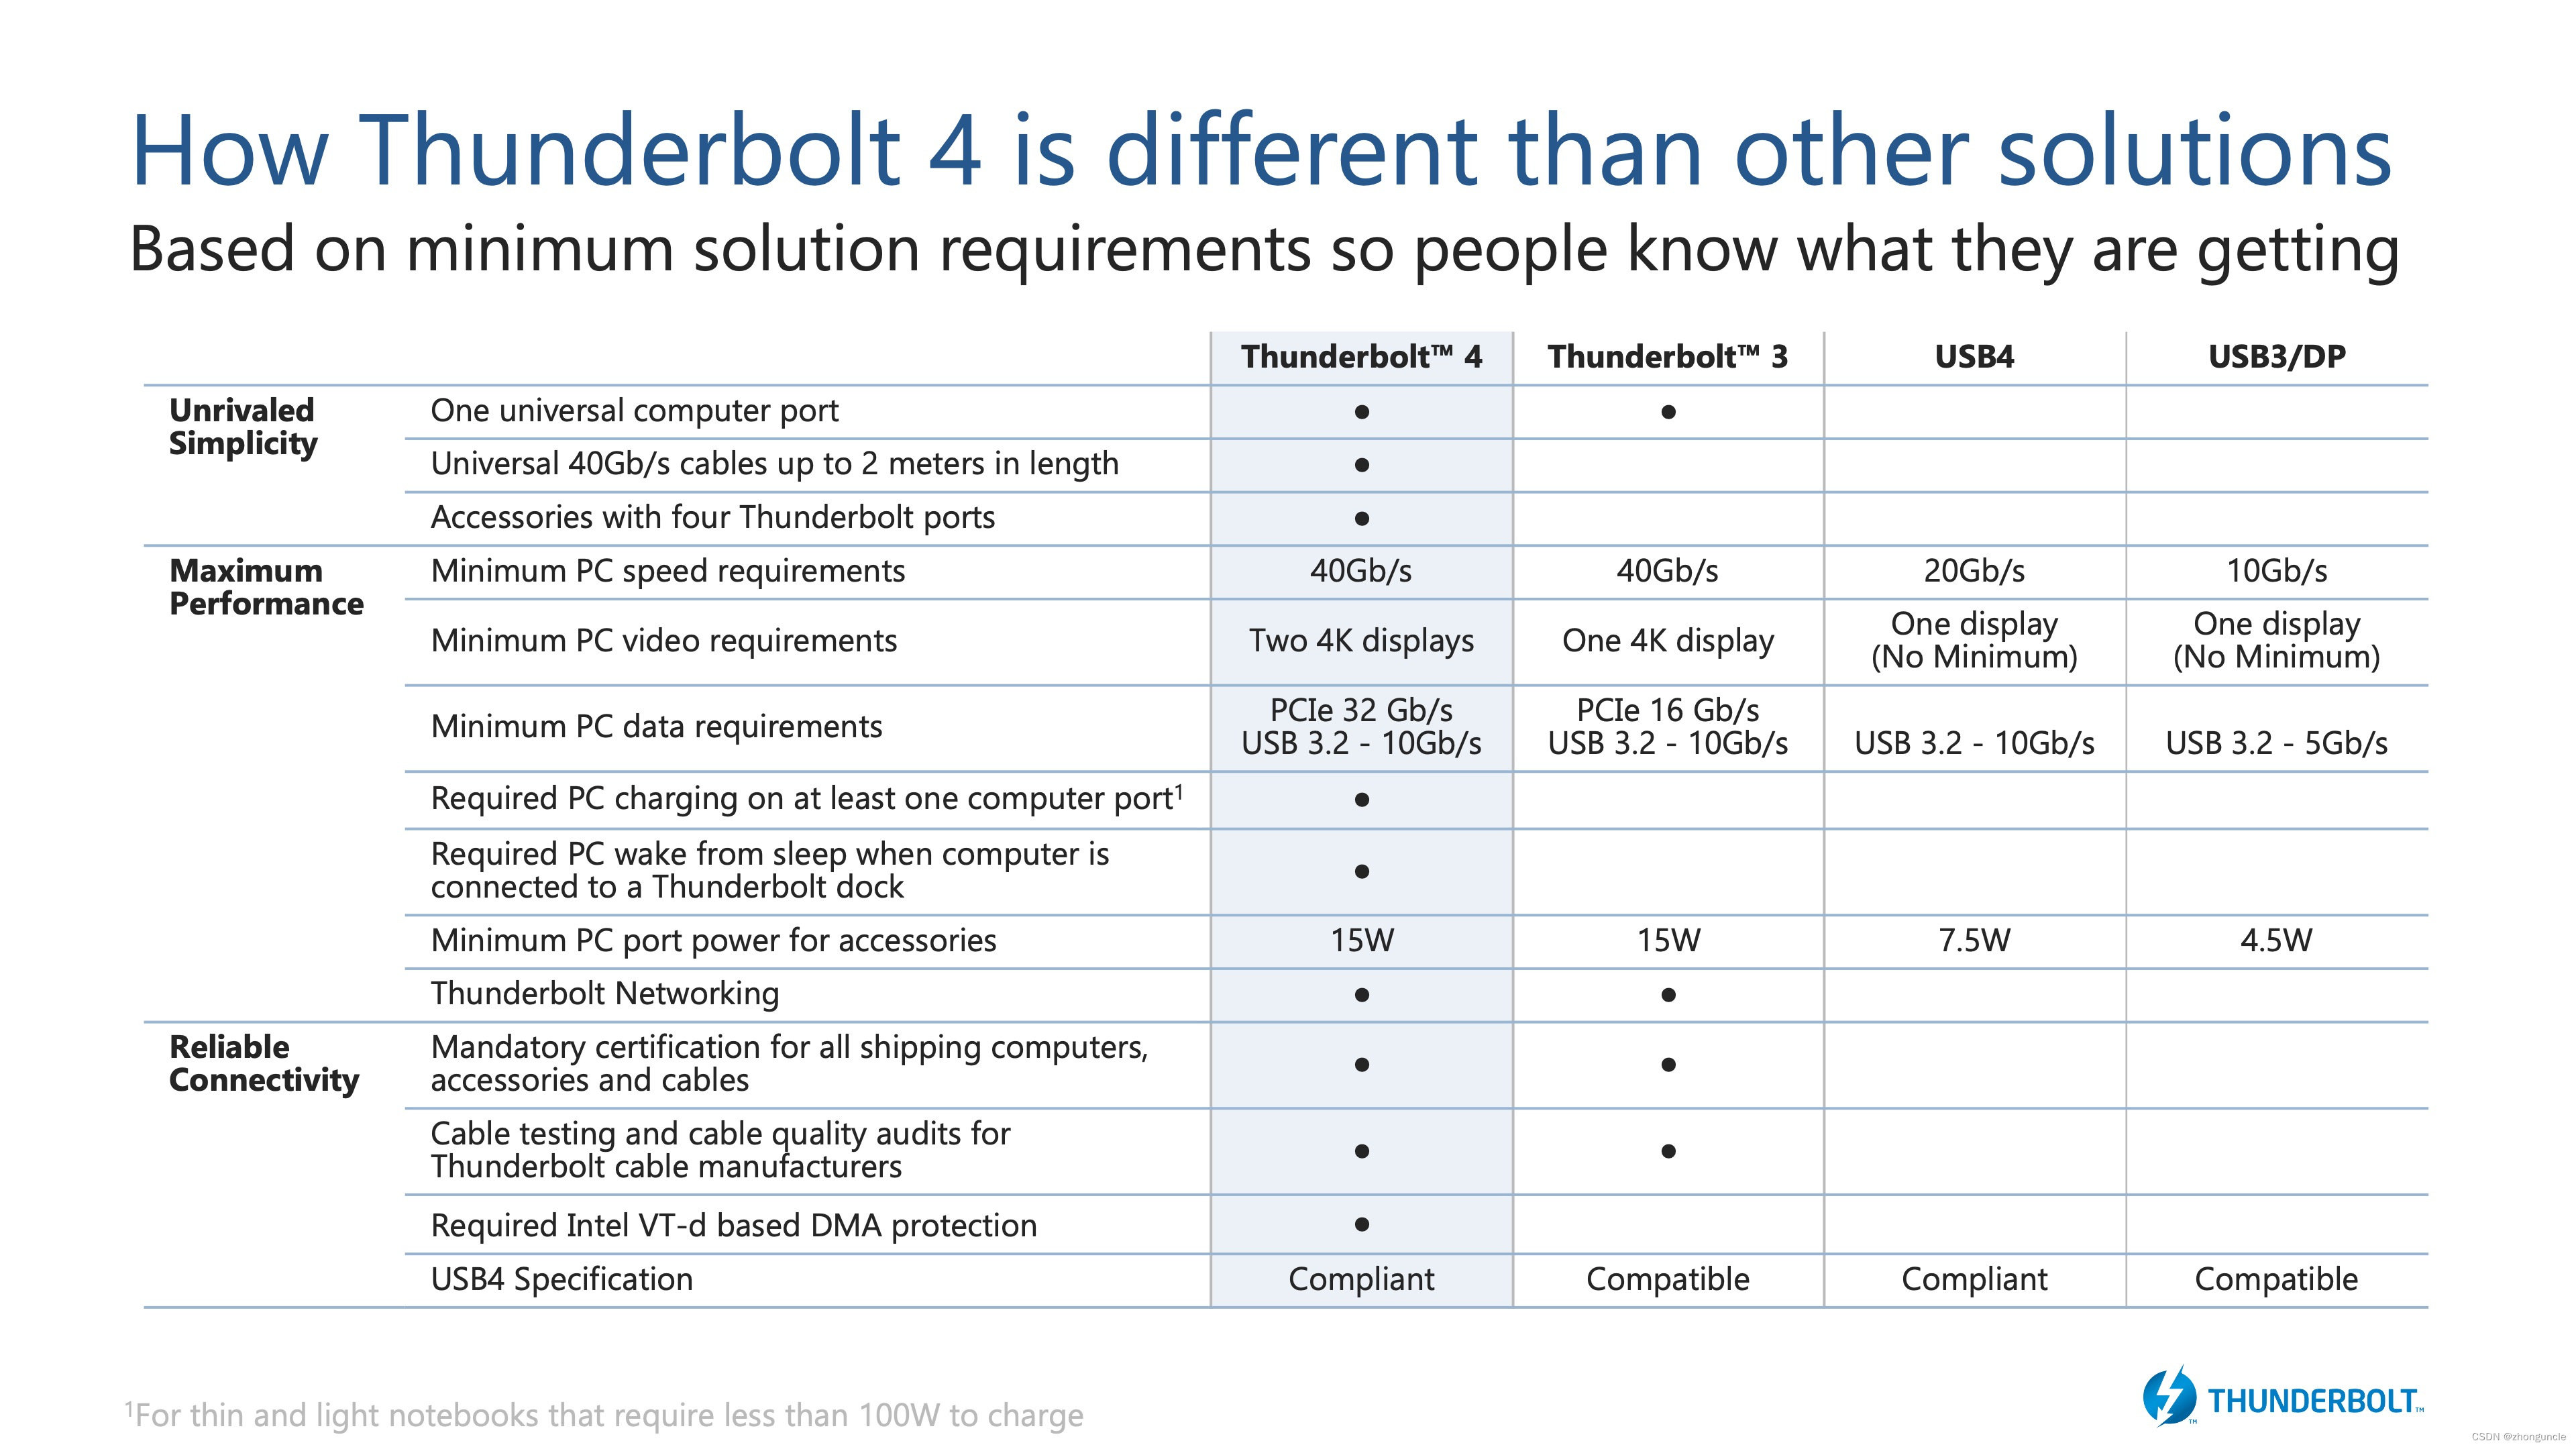 How Thunderbolt 4 is different than other solutions
Based on minimum solution requirements so people know what they are getting
Thunderbolt™ 4 Thunderbolt™ 3 USB4 USB3/DP
Unrivaled
Simplicity
One universal computer port • •
Universal 40Gb/s cables up to 2 meters in length •
Accessories with four Thunderbolt ports •
Maximum
Performance
Minimum PC speed requirements 40Gb/s 40Gb/s 20Gb/s 10Gb/s
Minimum PC video requirements Two 4K displays One 4K display
One display
(No Minimum)
One display
(No Minimum)
Minimum PC data requirements
PCIe 32 Gb/s
USB 3.2 - 10Gb/s
PCIe 16 Gb/s
USB 3.2 - 10Gb/s
USB 3.2 - 10Gb/s
USB 3.2 - 5Gb/s
Required PC charging on at least one computer port¹ •
Required PC wake from sleep when computer is
connected to a Thunderbolt dock •
Minimum PC port power for accessories 15W 15W 7.5W 4.5W
Thunderbolt Networking • •
Reliable
Connectivity
Mandatory certification for all shipping computers,
accessories and cables • •
Cable testing and cable quality audits for
Thunderbolt cable manufacturers • •
Required Intel VT-d based DMA protection •
USB4 Specification Compliant Compatible Compliant Compatible
¹For thin and light notebooks that require less than 100W to charge
THUNDERBOLT™
CSDN @zhonguncle